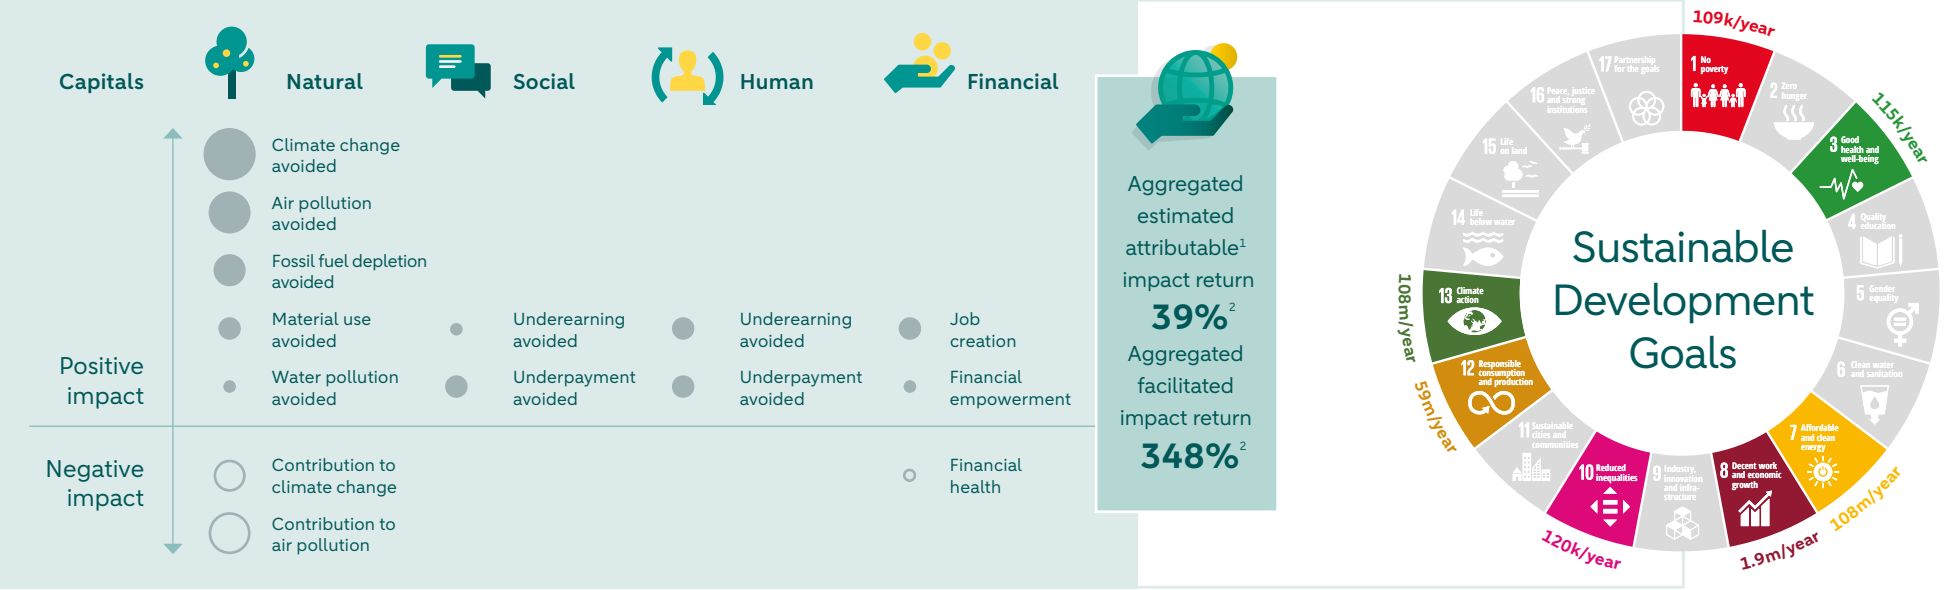 Capitals
Natural
Social
Human
Financial
Climate change
avoided
Air pollution
avoided
Fossil fuel depletion
avoided
Material use
avoided
Underearning
avoided
Underearning
avoided
Job
creation
Positive
impact
Water pollution
avoided
Underpayment
avoided
Underpayment
avoided
Financial
empowerment
Negative
impact
Contribution to
climate change
Financial
health
Contribution to
air pollution
Aggregated
estimated
attributable¹
impact return
39%²
Aggregated
facilitated
impact return
348%²
Sustainable
Development
Goals
109k/year
1 No
poverty
2 Zero
hunger
115k/year
3 Good
health and
well-being
4 Quality
education
5 Gender
equality
6 Clean water
and sanitation
7 Affordable
and clean
energy
108m/year
8 Decent work
and economic
growth
1.9m/year
9 Industry,
innovation
and infra-
structure
10 Reduced
inequalities
120k/year
11 Sustainable
cities and
communities
12 Responsible
consumption
and production
59m/year
13 Climate
action
108m/year
14 Life
below water
15 Life
on land
16 Peace, justice
and strong
institutions
17 Partnership
for the goals